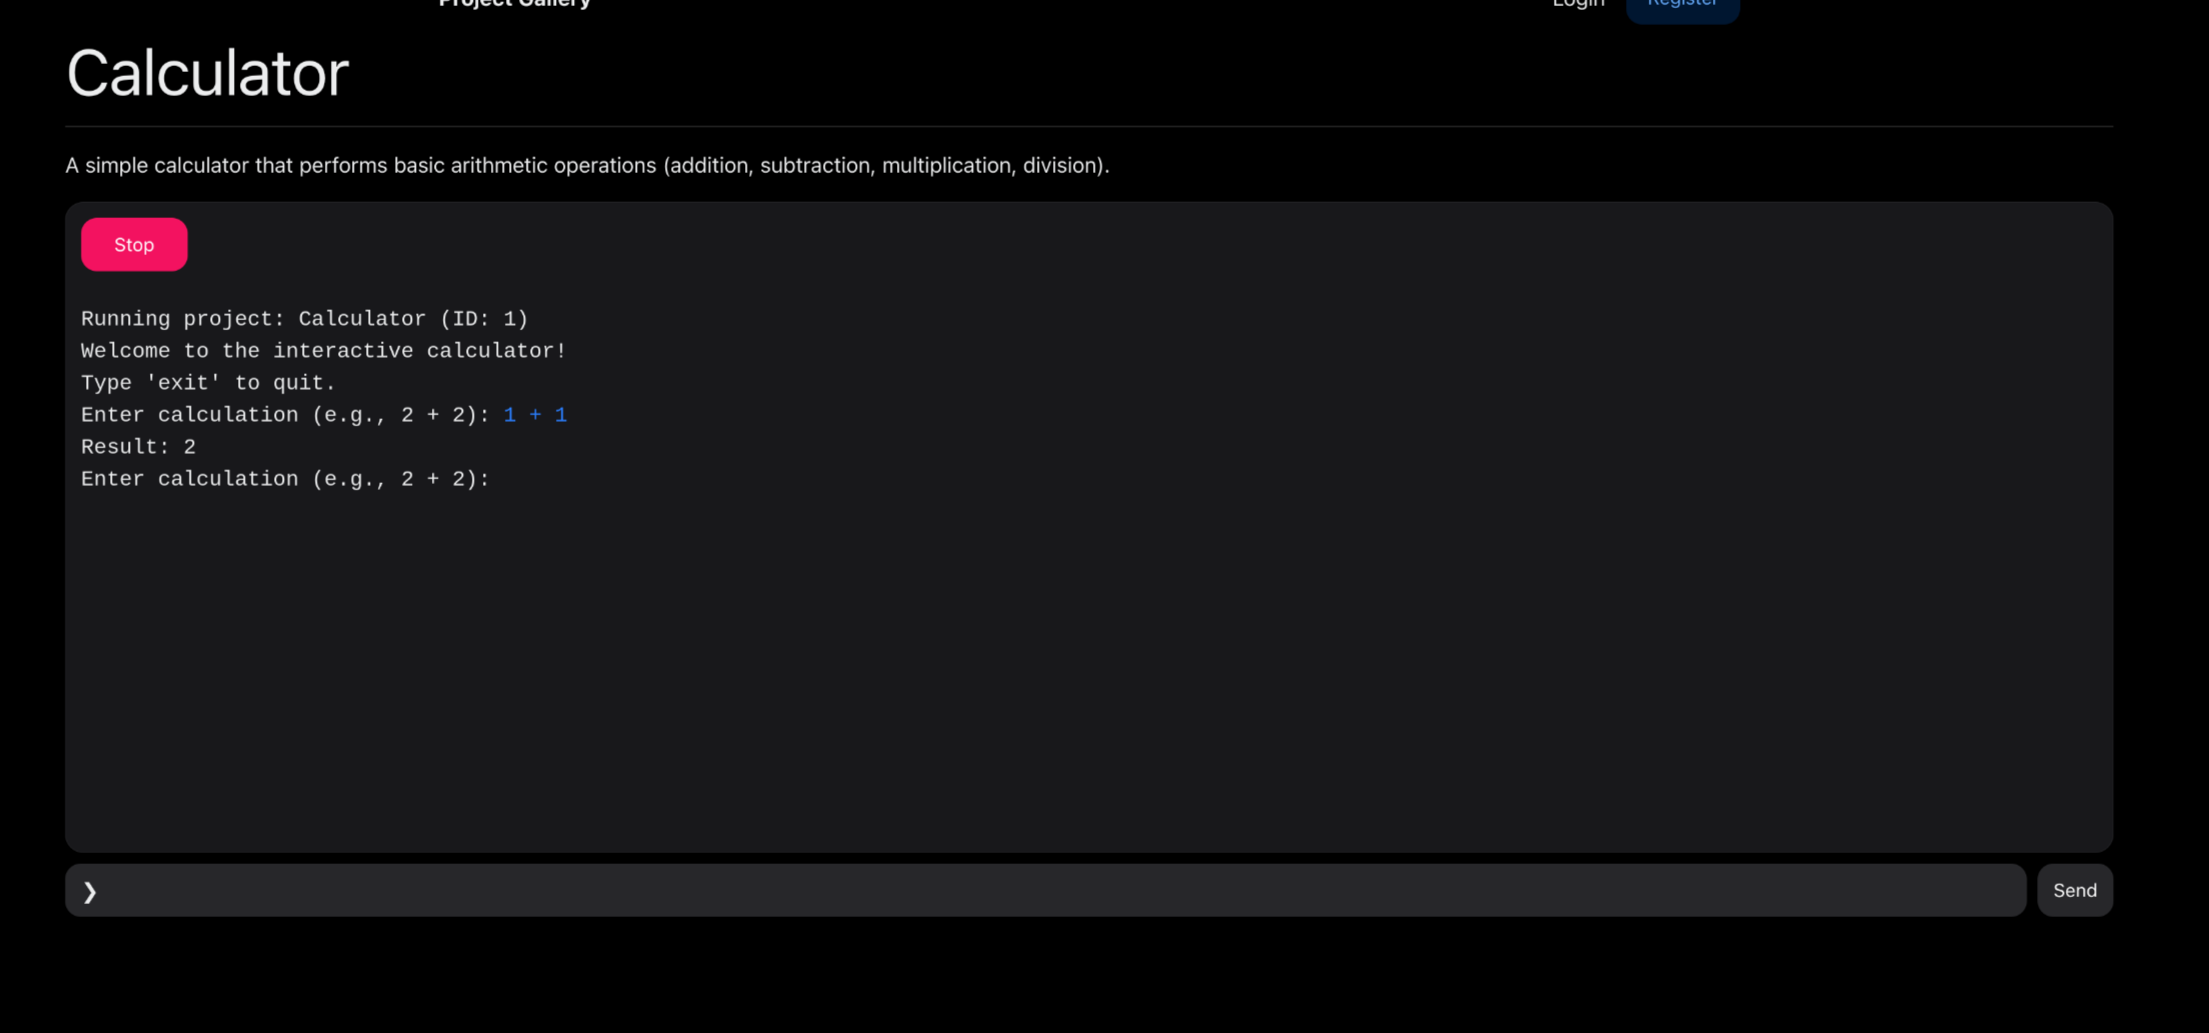 Project Gallery
Login
Register
Calculator
A simple calculator that performs basic arithmetic operations (addition, subtraction, multiplication, division).
Stop
Running project: Calculator (ID: 1)
Welcome to the interactive calculator!
Type 'exit' to quit.
Enter calculation (e.g., 2 + 2): 1 + 1
Result: 2
Enter calculation (e.g., 2 + 2):
❯
Send